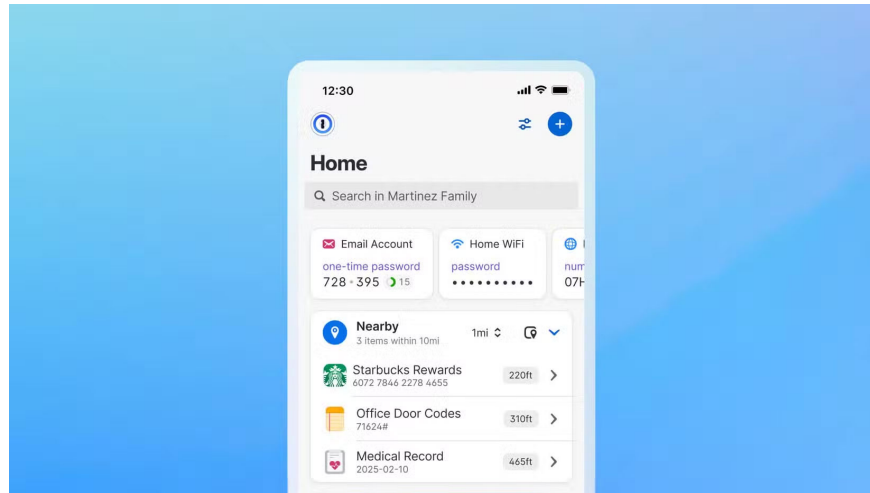 12:30
Home
Search in Martinez Family
Email Account
one-time password
728•395 15
Home WiFi
password
••••••••••
num
07H
Nearby
3 items within 10mi
1mi
Starbucks Rewards
6072 7846 2278 4655
220ft
Office Door Codes
71624#
310ft
Medical Record
2025-02-10
465ft